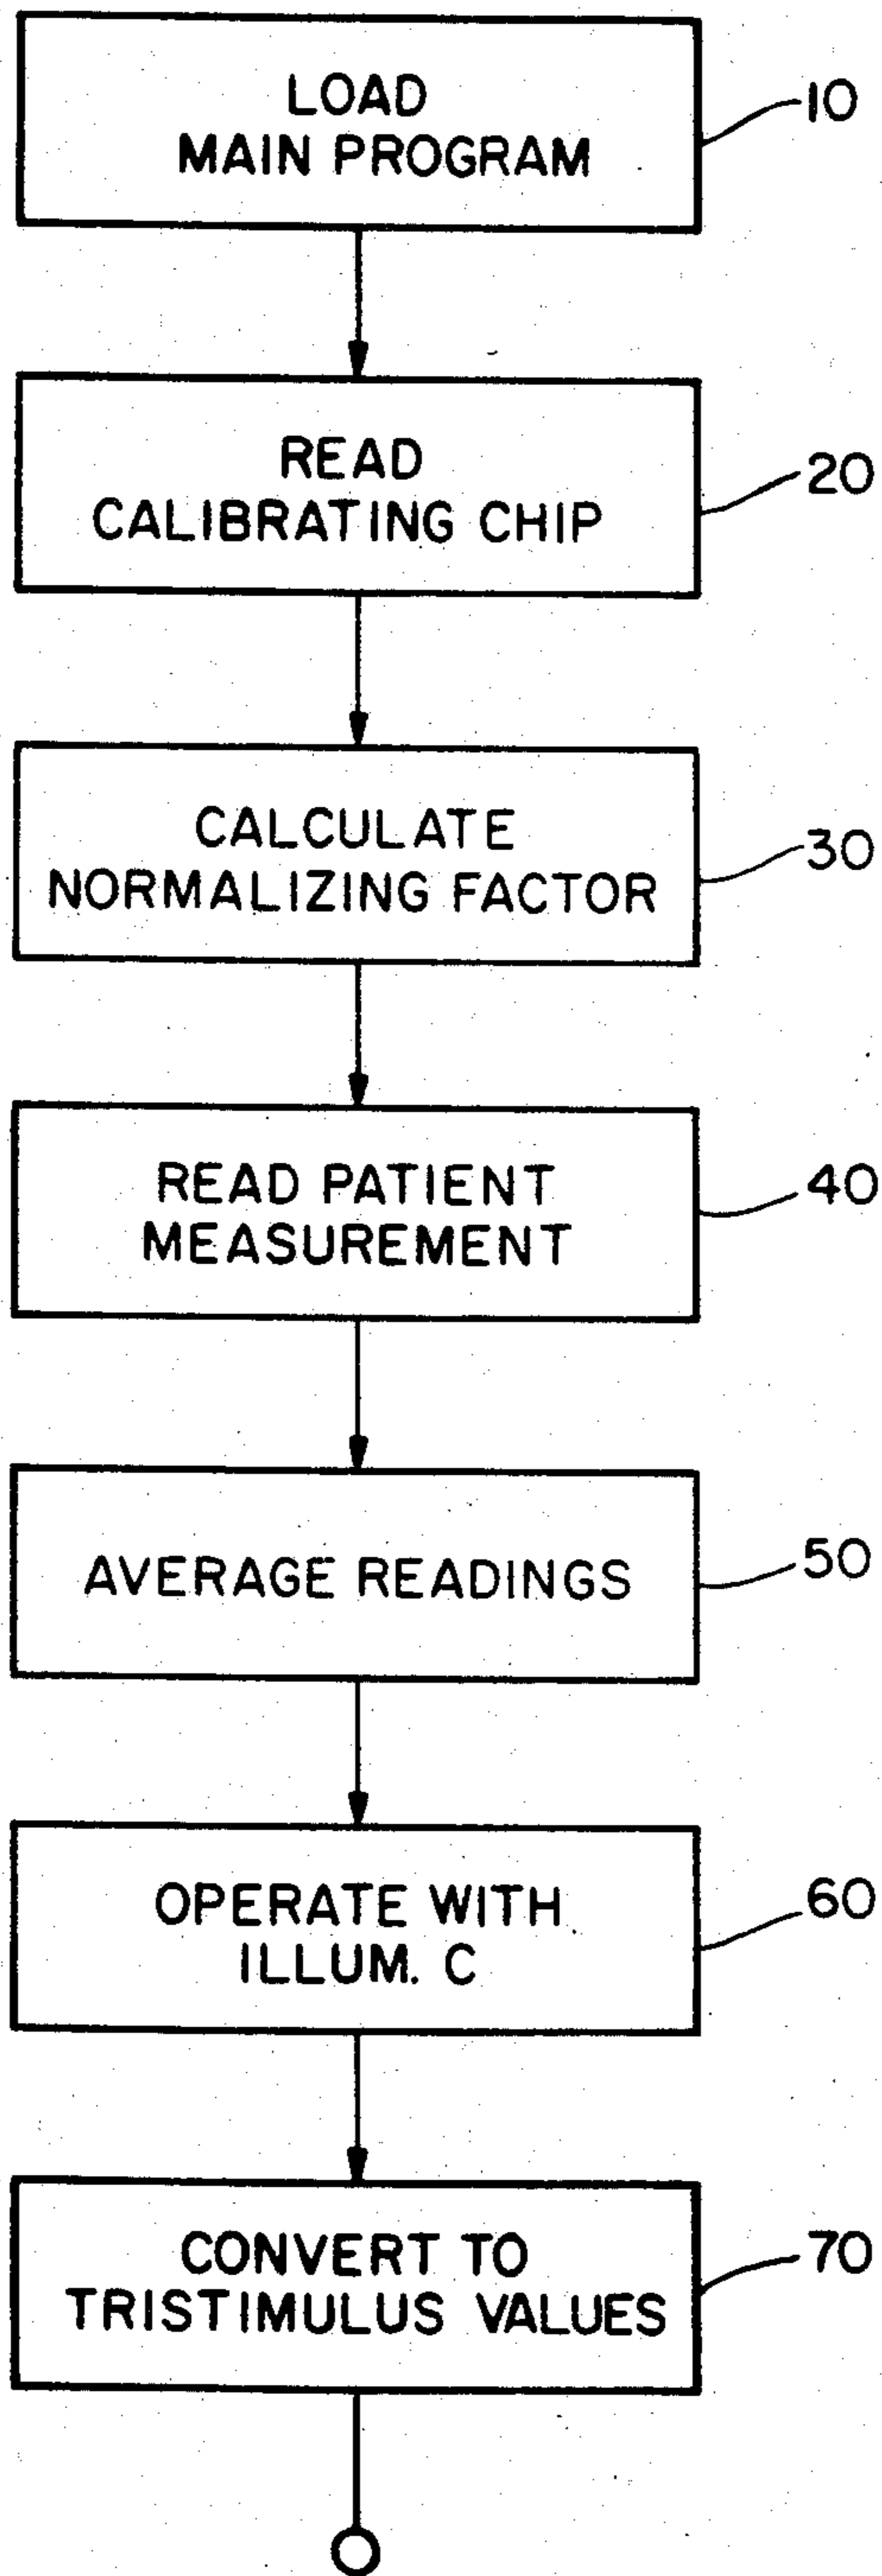 LOAD
MAIN PROGRAM
10
READ
CALIBRATING CHIP
20
CALCULATE
NORMALIZING FACTOR
30
READ PATIENT
MEASUREMENT
40
AVERAGE READINGS
50
OPERATE WITH
ILLUM. C
60
CONVERT TO
TRISTIMULUS VALUES
70